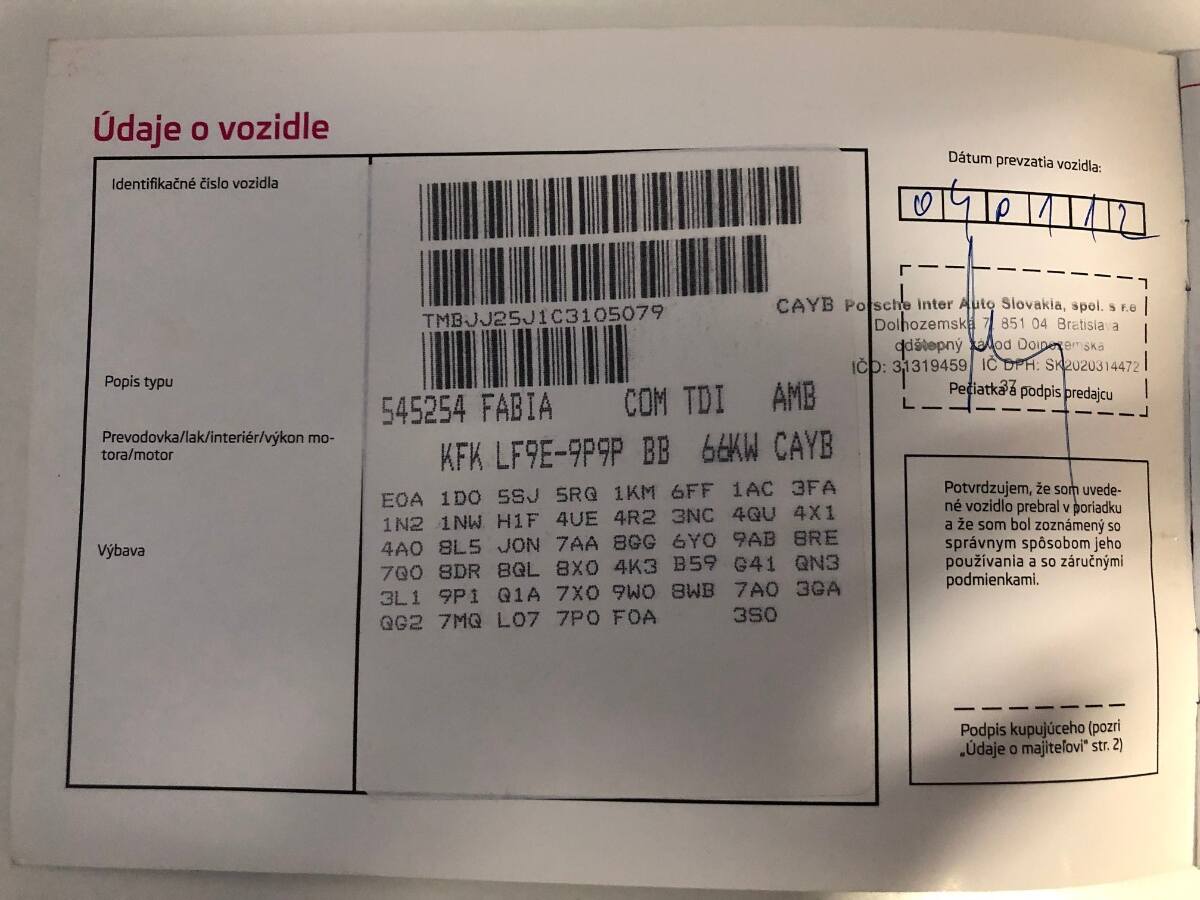 Údaje o vozidle
Identifikačné číslo vozidla
TMBJJ25J1C3105079 CAYB
Popis typu
545254 FABIA COM TDI AMB
Prevodovka/lak/interiér/výkon mo-
tora/motor
KFK LF9E-9P9P BB 66KW CAYB
Výbava
E0A 1D0 5SJ 5RQ 1KM 6FF 1AC 3FA
1N2 1NW H1F 4UE 4R2 3NC 4QU 4X1
4A0 8L5 J0N 7AA 8GG 6Y0 9AB 8RE
7Q0 8DR 8QL 8X0 4K3 B59 G41 QN3
3L1 9P1 Q1A 7X0 9W0 8WB 7A0 3GA
QG2 7MQ L07 7P0 F0A 3S0
Dátum prevzatia vozidla:
040112
Porsche Inter Auto Slovakia, spol. s r.o
Dolnozemská 7, 851 04 Bratislava
odštepný závod Dolnozemská
IČO: 31319459 IČ DPH: SK2020314472
- 37 -
Pečiatka a podpis predajcu
Potvrdzujem, že som uvede-
né vozidlo prebral v poriadku
a že som bol zoznámený so
správnym spôsobom jeho
používania a so záručnými
podmienkami.
Podpis kupujúceho (pozri
„Údaje o majiteľovi" str. 2)